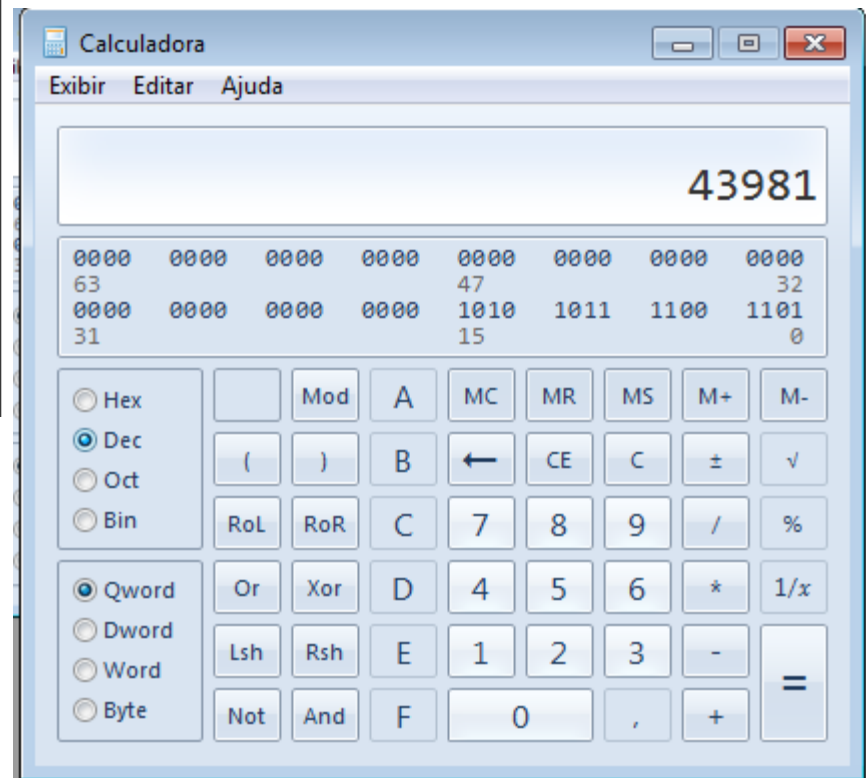 Calculadora
Exibir Editar Ajuda
43981
0000 0000 0000 0000 0000 0000 0000 0000
63 47 32
0000 0000 0000 0000 1010 1011 1100 1101
31 15 0
Hex Mod A MC MR MS M+ M-
Dec ( ) B ← CE C ± √
Oct
Bin RoL RoR C 7 8 9 / %
Qword Or Xor D 4 5 6 * 1/x
Dword Lsh Rsh E 1 2 3 - =
Word
Byte Not And F 0 , +